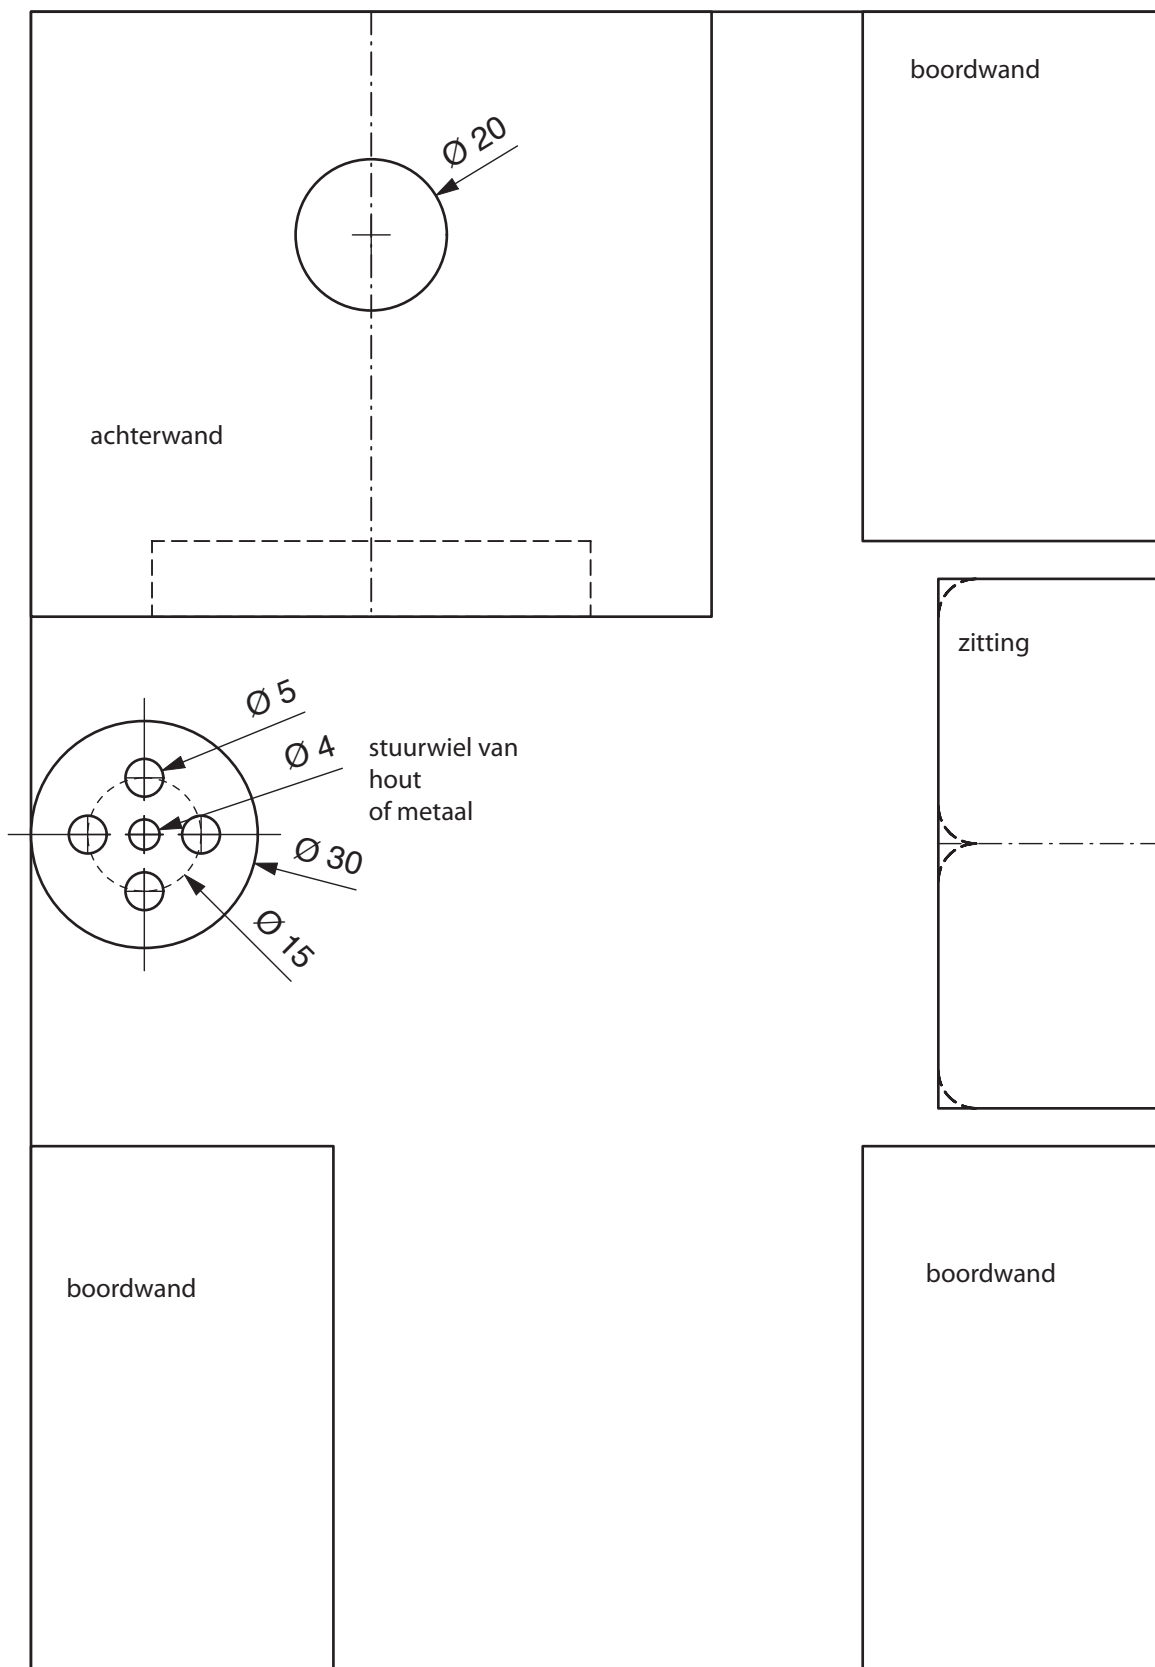 boordwand
Ø 20
achterwand
zitting
Ø 5
Ø 4
stuurwiel van
hout
of metaal
Ø 30
Ø 15
boordwand
boordwand